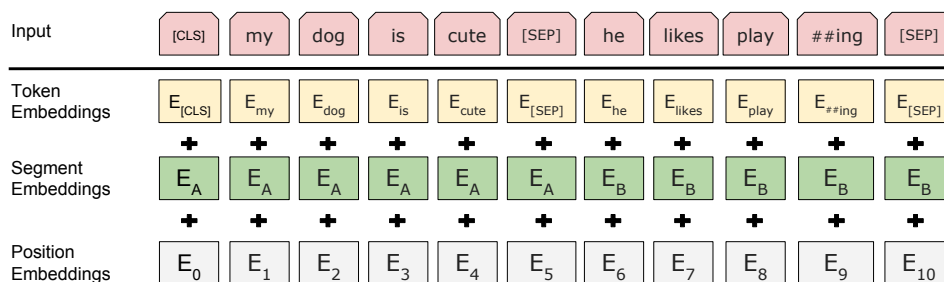 Input [CLS] my dog is cute [SEP] he likes play ##ing [SEP]
Token Embeddings E[CLS] Emy Edog Eis Ecute E[SEP] Ehe Elikes Eplay E##ing E[SEP]
+ + + + + + + + + + +
Segment Embeddings EA EA EA EA EA EA EB EB EB EB EB
+ + + + + + + + + + +
Position Embeddings E0 E1 E2 E3 E4 E5 E6 E7 E8 E9 E10